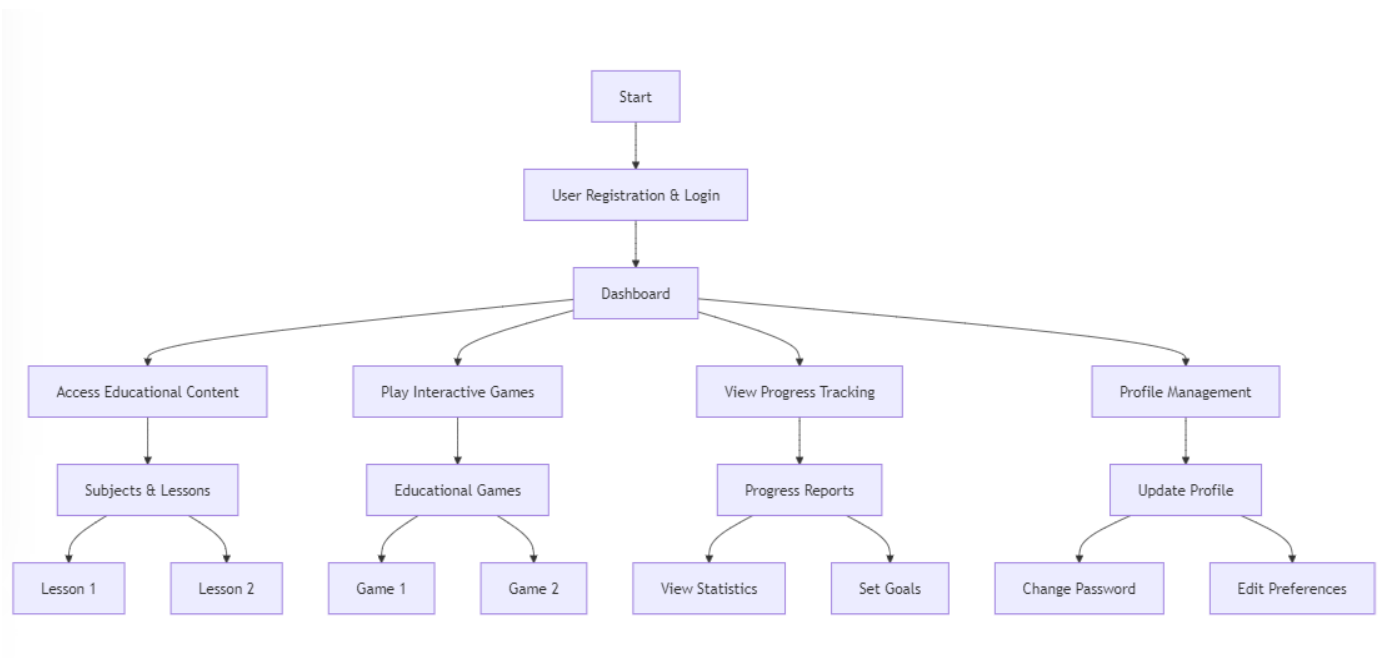 Start
User Registration & Login
Dashboard
Access Educational Content
Play Interactive Games
View Progress Tracking
Profile Management
Subjects & Lessons
Educational Games
Progress Reports
Update Profile
Lesson 1
Lesson 2
Game 1
Game 2
View Statistics
Set Goals
Change Password
Edit Preferences